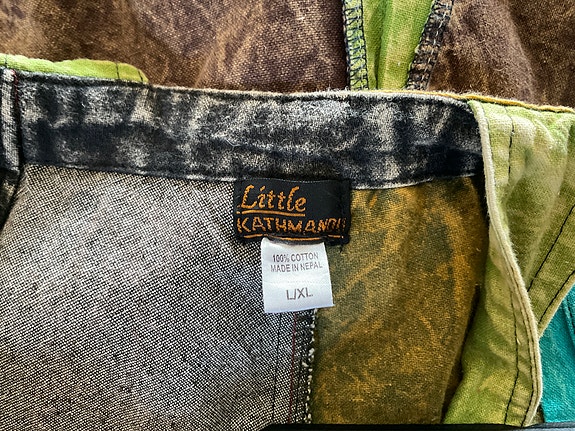 Little
KATHMANDU
100% COTTON
MADE IN NEPAL
L/XL